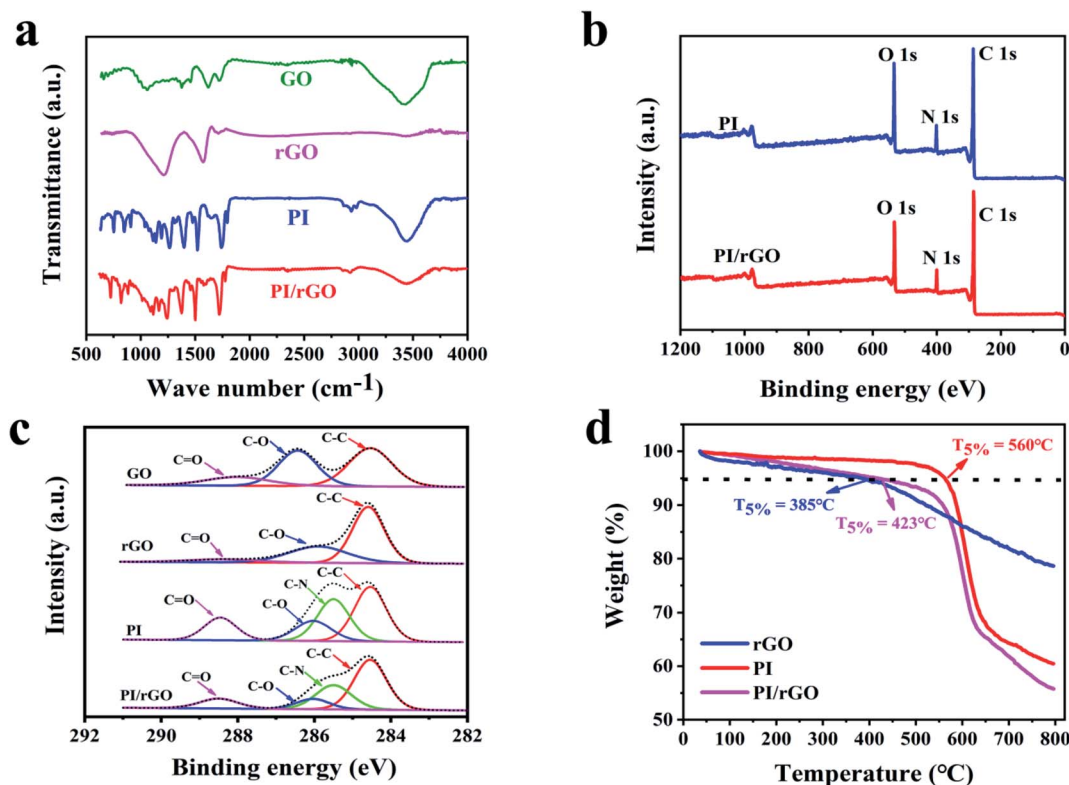 a
Transmittance (a.u.)
GO
rGO
PI
PI/rGO
500 1000 1500 2000 2500 3000 3500 4000
Wave number (cm-1)
b
Intensity (a.u.)
O 1s
C 1s
N 1s
PI
O 1s
C 1s
N 1s
PI/rGO
1200 1000 800 600 400 200 0
Binding energy (eV)
c
Intensity (a.u.)
C=O
C-O
C-C
GO
C=O
C-O
C-C
rGO
C=O
C-O
C-N
C-C
PI
C=O
C-O
C-N
C-C
PI/rGO
292 290 288 286 284 282
Binding energy (eV)
d
Weight (%)
100
95
90
80
70
60
50
T5% = 560°C
T5% = 385°C
T5% = 423°C
rGO
PI
PI/rGO
0 100 200 300 400 500 600 700 800
Temperature (°C)